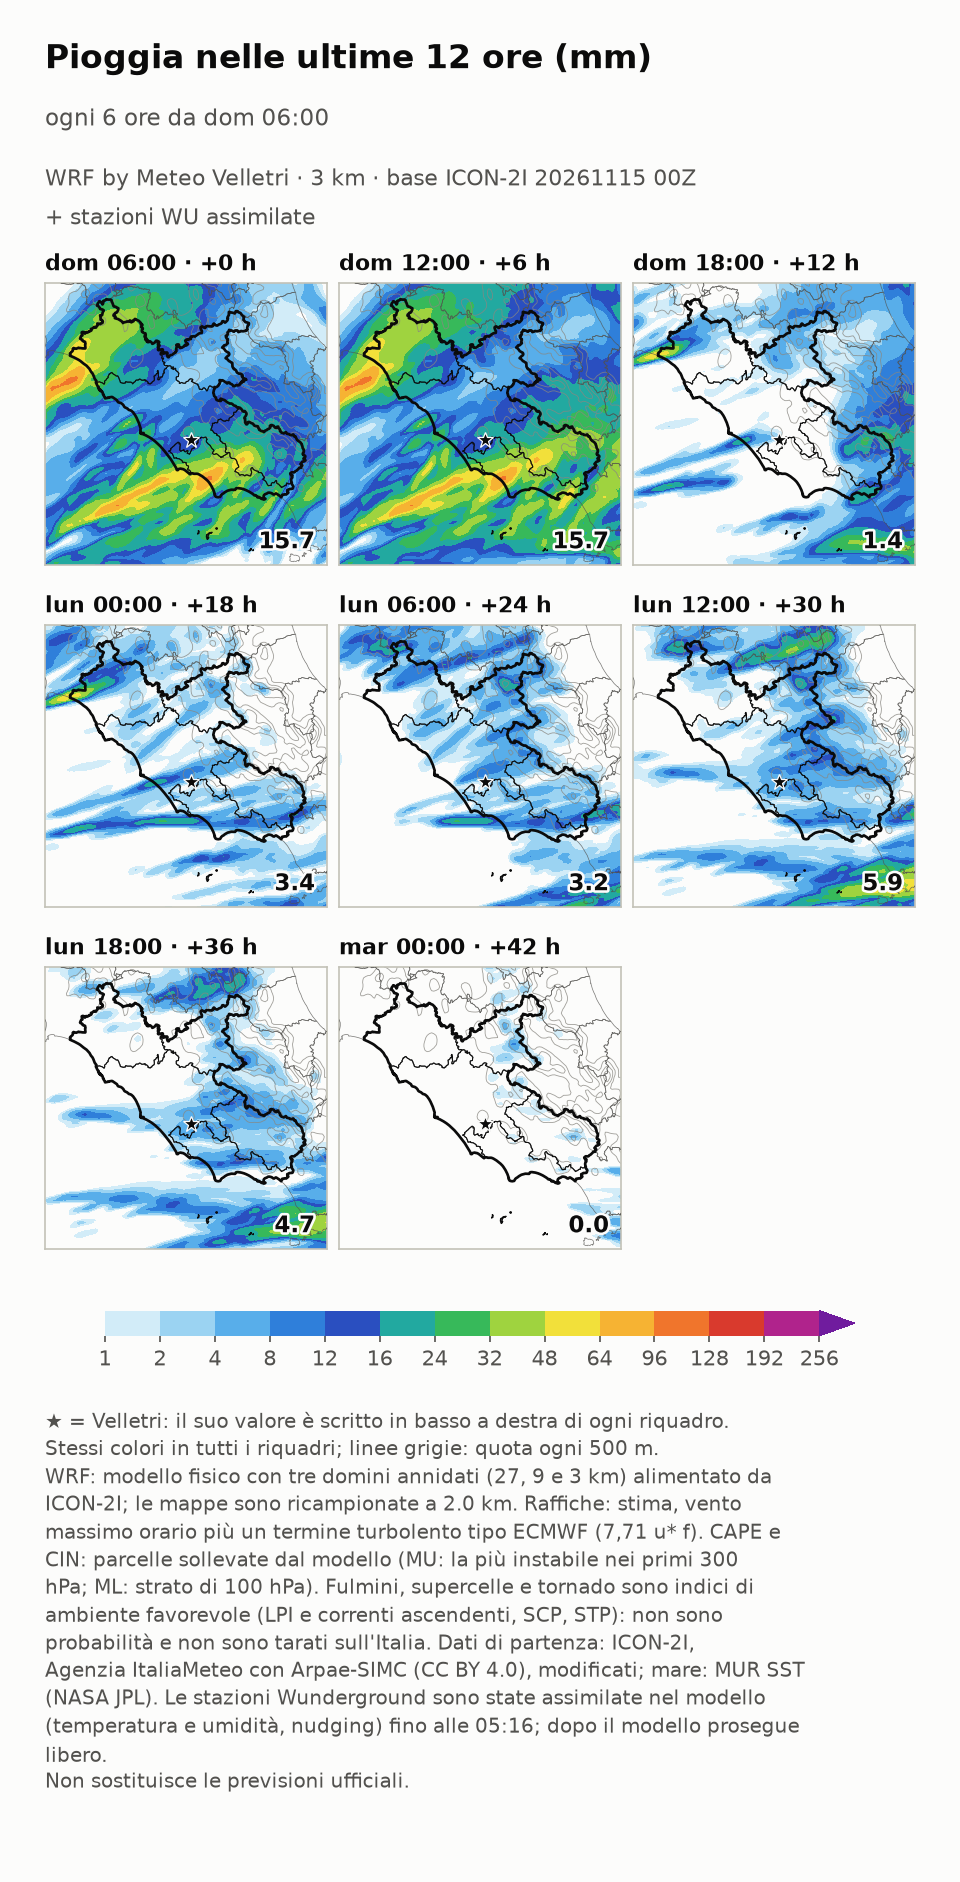 Pioggia nelle ultime 12 ore (mm)
ogni 6 ore da dom 06:00
WRF by Meteo Velletri · 3 km · base ICON-2I 20261115 00Z
+ stazioni WU assimilate
dom 06:00 · +0 h
dom 12:00 · +6 h
dom 18:00 · +12 h
15.7
15.7
1.4
lun 00:00 · +18 h
lun 06:00 · +24 h
lun 12:00 · +30 h
3.4
3.2
5.9
lun 18:00 · +36 h
mar 00:00 · +42 h
4.7
0.0
1 2 4 8 12 16 24 32 48 64 96 128 192 256
★ = Velletri: il suo valore è scritto in basso a destra di ogni riquadro.
Stessi colori in tutti i riquadri; linee grigie: quota ogni 500 m.
WRF: modello fisico con tre domini annidati (27, 9 e 3 km) alimentato da
ICON-2I; le mappe sono ricampionate a 2.0 km. Raffiche: stima, vento
massimo orario più un termine turbolento tipo ECMWF (7,71 u* f). CAPE e
CIN: parcelle sollevate dal modello (MU: la più instabile nei primi 300
hPa; ML: strato di 100 hPa). Fulmini, supercelle e tornado sono indici di
ambiente favorevole (LPI e correnti ascendenti, SCP, STP): non sono
probabilità e non sono tarati sull'Italia. Dati di partenza: ICON-2I,
Agenzia ItaliaMeteo con Arpae-SIMC (CC BY 4.0), modificati; mare: MUR SST
(NASA JPL). Le stazioni Wunderground sono state assimilate nel modello
(temperatura e umidità, nudging) fino alle 05:16; dopo il modello prosegue
libero.
Non sostituisce le previsioni ufficiali.